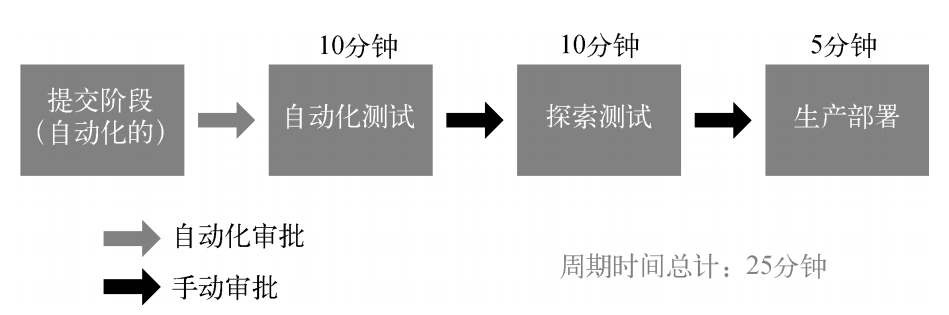 10分钟
10分钟
5分钟
提交阶段
（自动化的）
自动化测试
探索测试
生产部署
自动化审批
手动审批
周期时间总计：25分钟